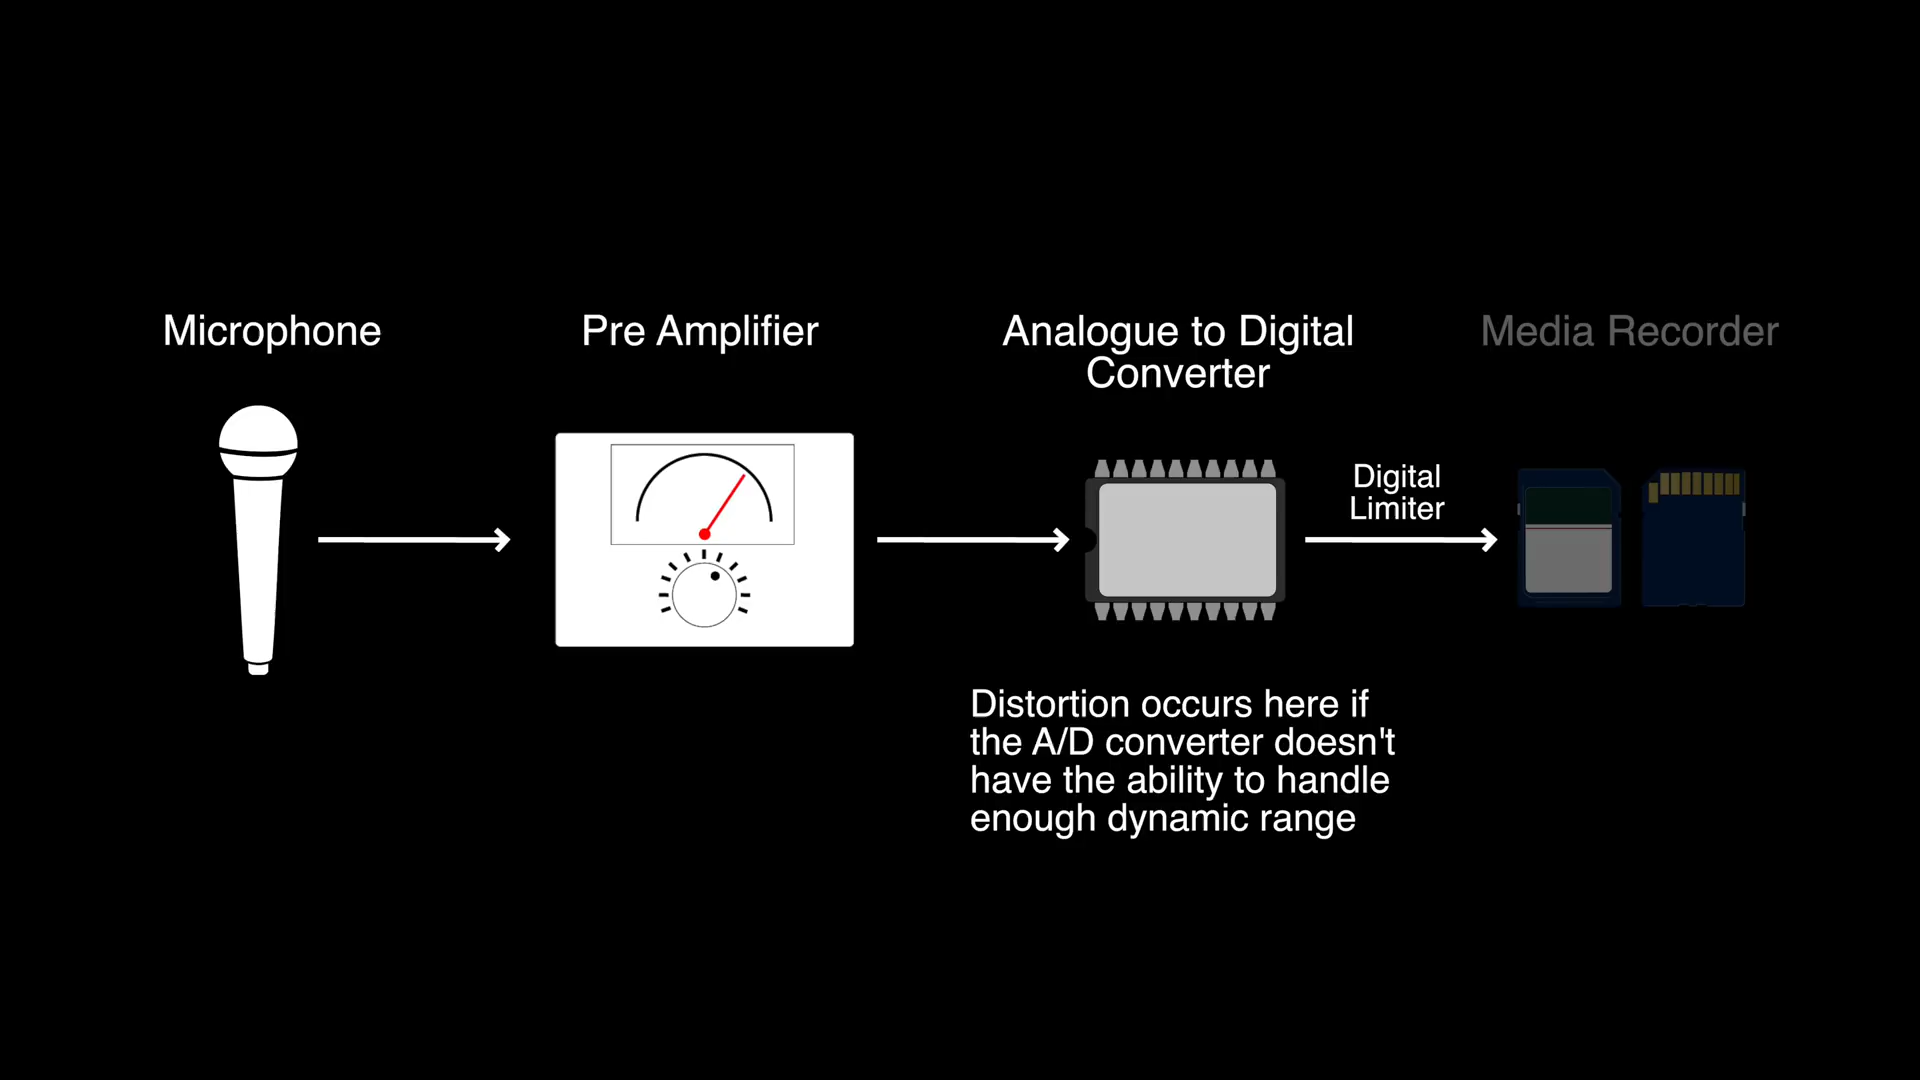 Microphone
Pre Amplifier
Analogue to Digital
Converter
Media Recorder
Digital
Limiter
Distortion occurs here if
the A/D converter doesn't
have the ability to handle
enough dynamic range